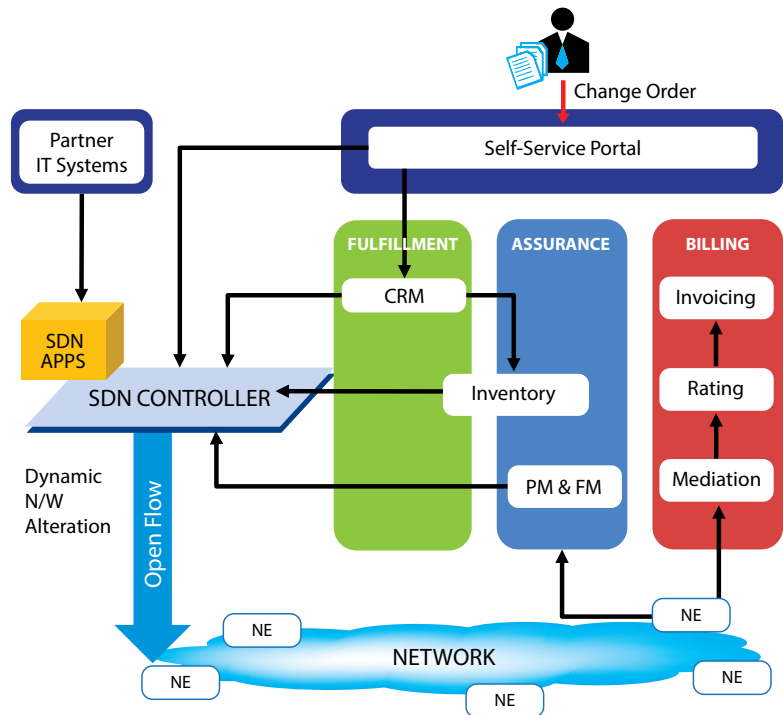 Change Order
Partner
IT Systems
Self-Service Portal
FULFILLMENT
ASSURANCE
BILLING
CRM
Invoicing
SDN
APPS
SDN CONTROLLER
Inventory
Rating
Dynamic
N/W
Alteration
Open Flow
PM & FM
Mediation
NE
NE
NETWORK
NE
NE
NE